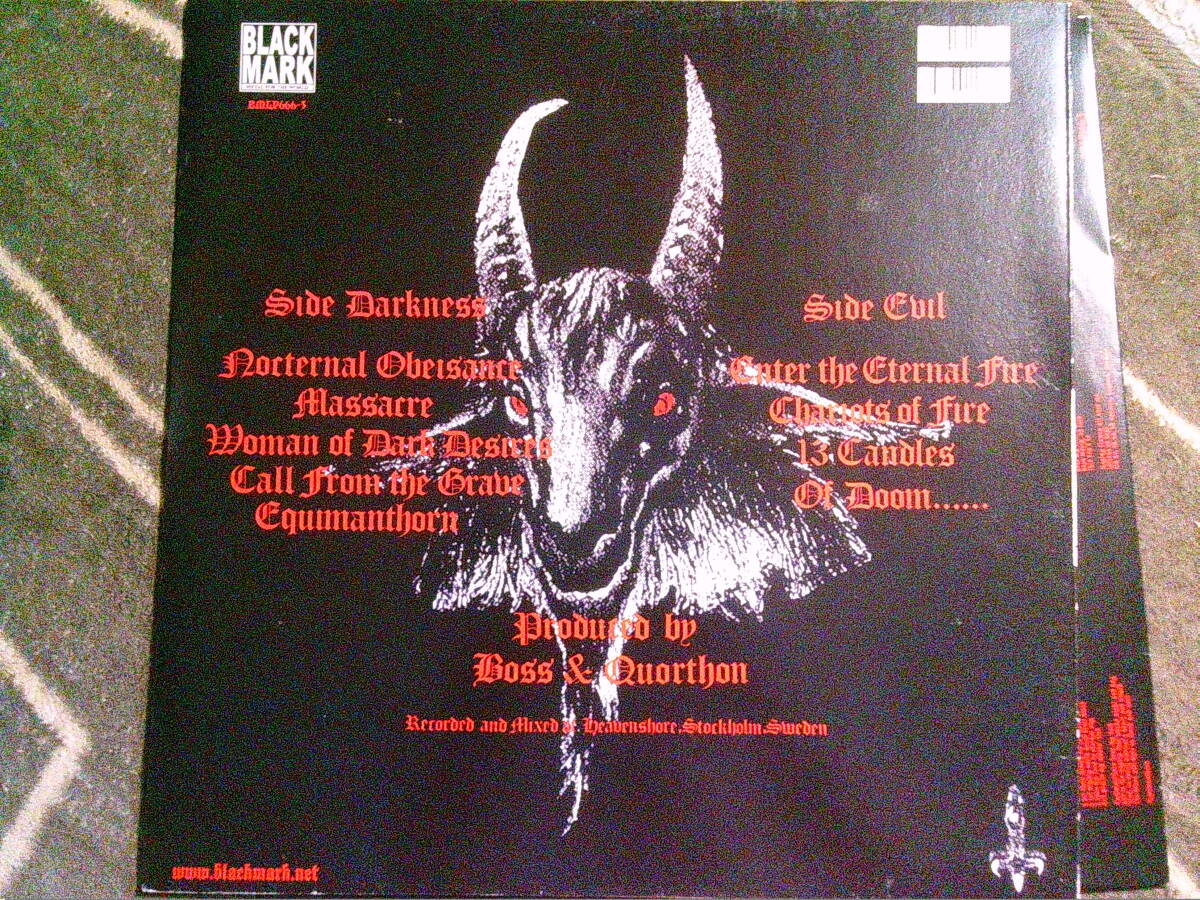 BLACK
MARK
BMLP666-3
Side Darkness
Nocternal Obeisance
Massacre
Woman of Dark Desires
Call From the Grave
Equimanthorn
Side Evil
Enter the Eternal Fire
Chariots of Fire
13 Candles
Of Doom......
Produced by
Boss & Quorthon
Recorded and Mixed at Heavenshore.Stockholm.Sweden
www.blackmark.net